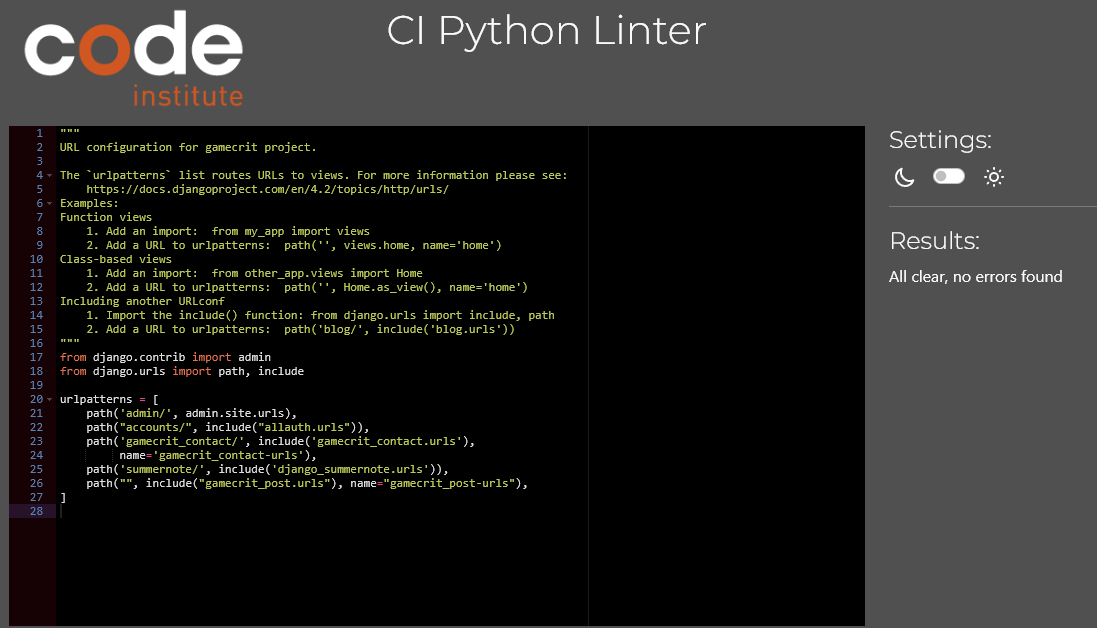 code
institute
CI Python Linter
1 """
2 URL configuration for gamecrit project.
3
4 The `urlpatterns` list routes URLs to views. For more information please see:
5     https://docs.djangoproject.com/en/4.2/topics/http/urls/
6 Examples:
7 Function views
8     1. Add an import:  from my_app import views
9     2. Add a URL to urlpatterns:  path('', views.home, name='home')
10 Class-based views
11     1. Add an import:  from other_app.views import Home
12     2. Add a URL to urlpatterns:  path('', Home.as_view(), name='home')
13 Including another URLconf
14     1. Import the include() function: from django.urls import include, path
15     2. Add a URL to urlpatterns:  path('blog/', include('blog.urls'))
16 """
17 from django.contrib import admin
18 from django.urls import path, include
19
20 urlpatterns = [
21     path('admin/', admin.site.urls),
22     path("accounts/", include("allauth.urls")),
23     path('gamecrit_contact/', include('gamecrit_contact.urls'),
24          name='gamecrit_contact-urls'),
25     path('summernote/', include('django_summernote.urls')),
26     path("", include("gamecrit_post.urls"), name="gamecrit_post-urls"),
27 ]
28
Settings:
Results:
All clear, no errors found